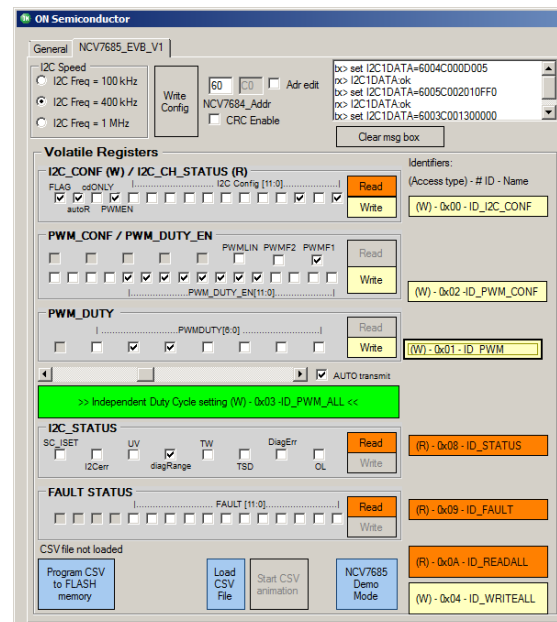 ON Semiconductor
General NCV7685_EVB_V1
I2C Speed
I2C Freq = 100 kHz
I2C Freq = 400 kHz
I2C Freq = 1 MHz
Write Config
60 C0 Adr edit
NCV7684_Addr
CRC Enable
tx> set I2C1DATA=6004C000D005
rx> I2C1DATA:ok
tx> set I2C1DATA=6005C002010FF0
rx> I2C1DATA:ok
tx> set I2C1DATA=6003C001300000
Clear msg box
Volatile Registers
Identifiers:
(Access type) - # ID - Name
I2C_CONF (W) / I2C_CH_STATUS (R)
FLAG odONLY |.................... I2C Config [11:0]....................|
autoR PWMEN
Read
Write
(W) - 0x00 - ID_I2C_CONF
PWM_CONF / PWM_DUTY_EN
PWMLIN PWMF2 PWMF1
Read
Write
|...............PWM_DUTY_EN[11:0]...............|
(W) - 0x02 -ID_PWM_CONF
PWM_DUTY
| .....................PWMDUTY[6:0] .....................|
Read
Write
(W) - 0x01 - ID_PWM
AUTO transmit
>> Independent Duty Cycle setting (W) - 0x03 -ID_PWM_ALL <<
I2C_STATUS
SC_ISET UV TW DiagErr
I2Cerr diagRange TSD OL
Read
Write
(R) - 0x08 - ID_STATUS
FAULT STATUS
|.................... FAULT [11:0]....................|
Read
Write
(R) - 0x09 - ID_FAULT
CSV file not loaded
Program CSV to FLASH memory
Load CSV File
Start CSV animation
NCV7685 Demo Mode
(R) - 0x0A - ID_READALL
(W) - 0x04 - ID_WRITEALL